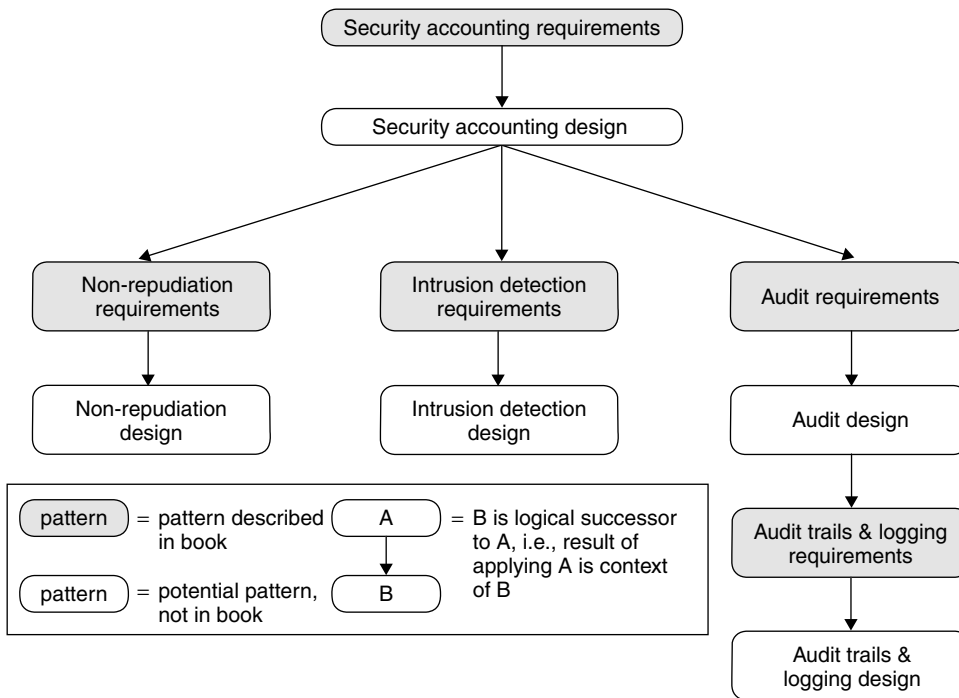 Security accounting requirements
Security accounting design
Non-repudiation
requirements
Intrusion detection
requirements
Audit requirements
Non-repudiation
design
Intrusion detection
design
Audit design
pattern
= pattern described
in book
A
= B is logical successor
to A, i.e., result of
applying A is context
of B
pattern
= potential pattern,
not in book
B
Audit trails & logging
requirements
Audit trails &
logging design